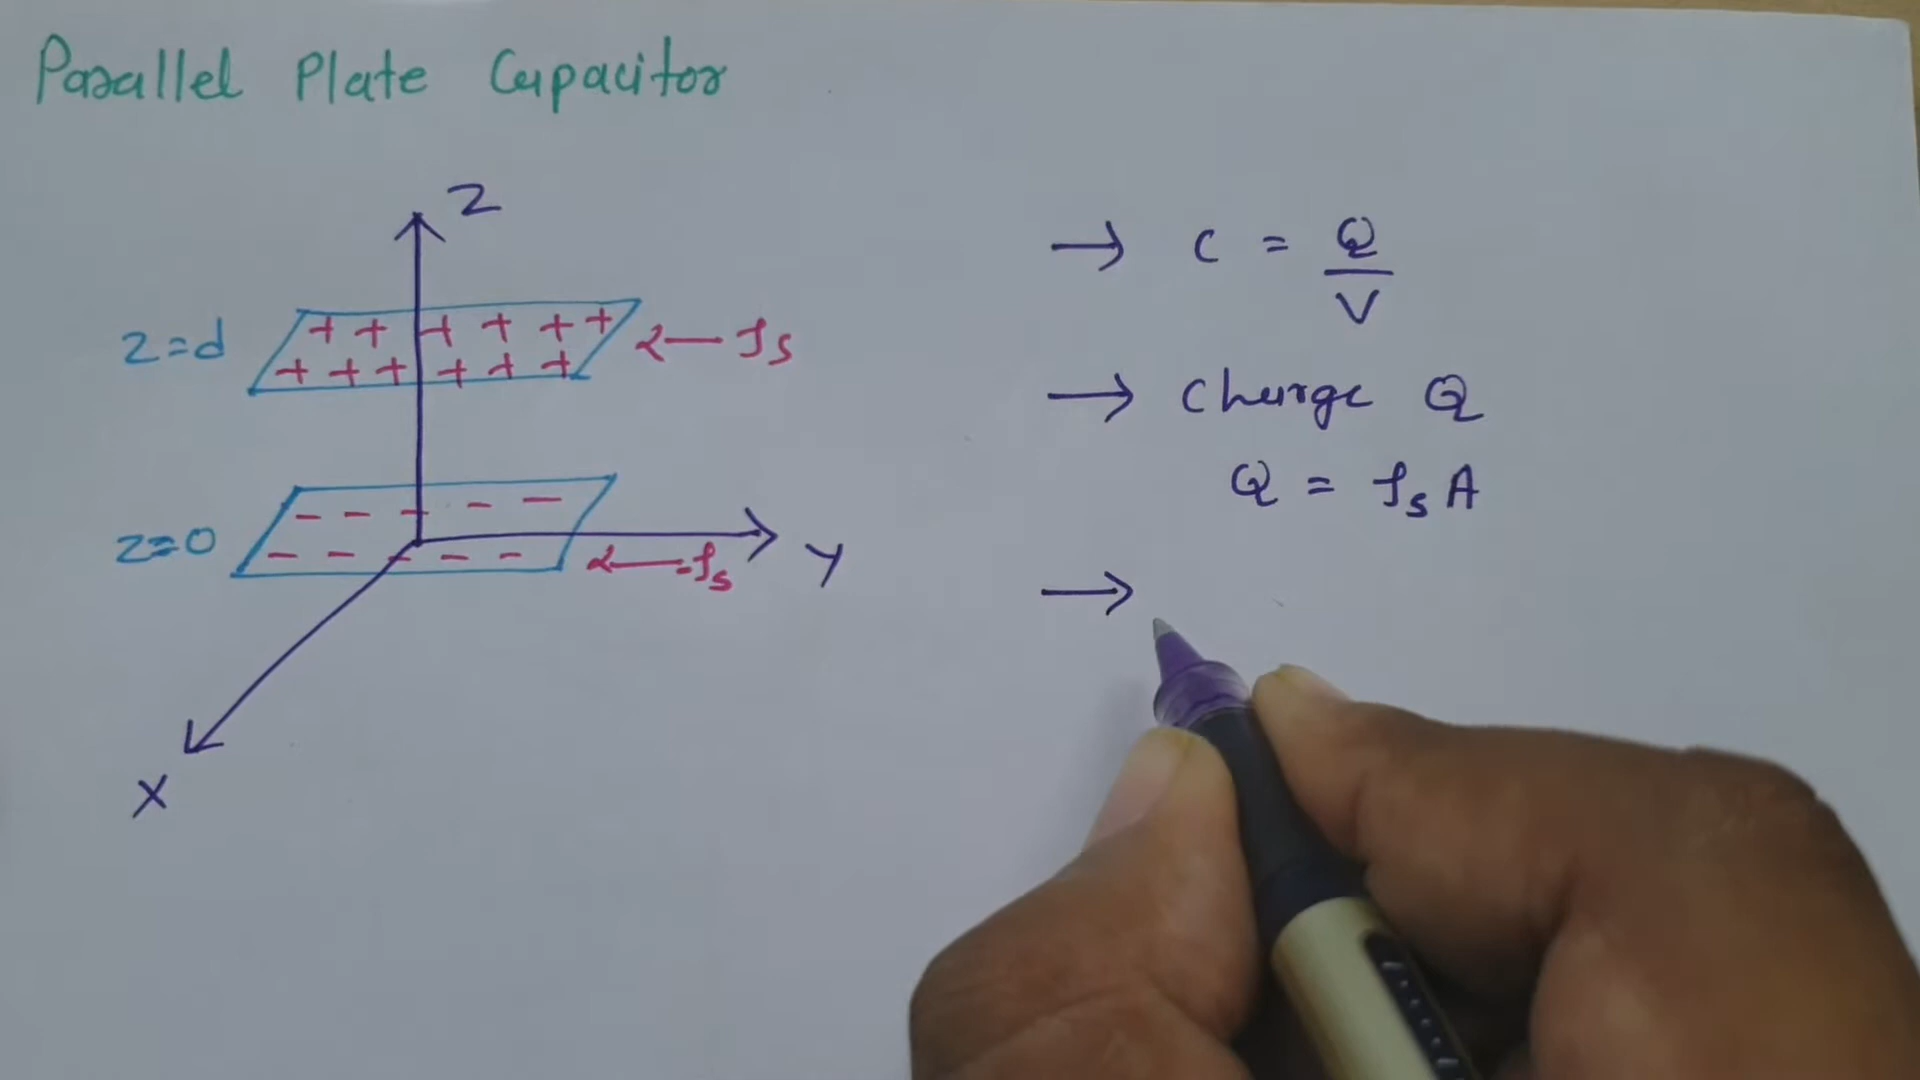 Parallel Plate Capacitor
Z
z=d
+ + + + + +
+ + + + + +
← ρs
z=0
- - - - -
- - - - -
← -ρs
Y
X
→ C = Q/V
→ Charge Q
Q = ρs A
→